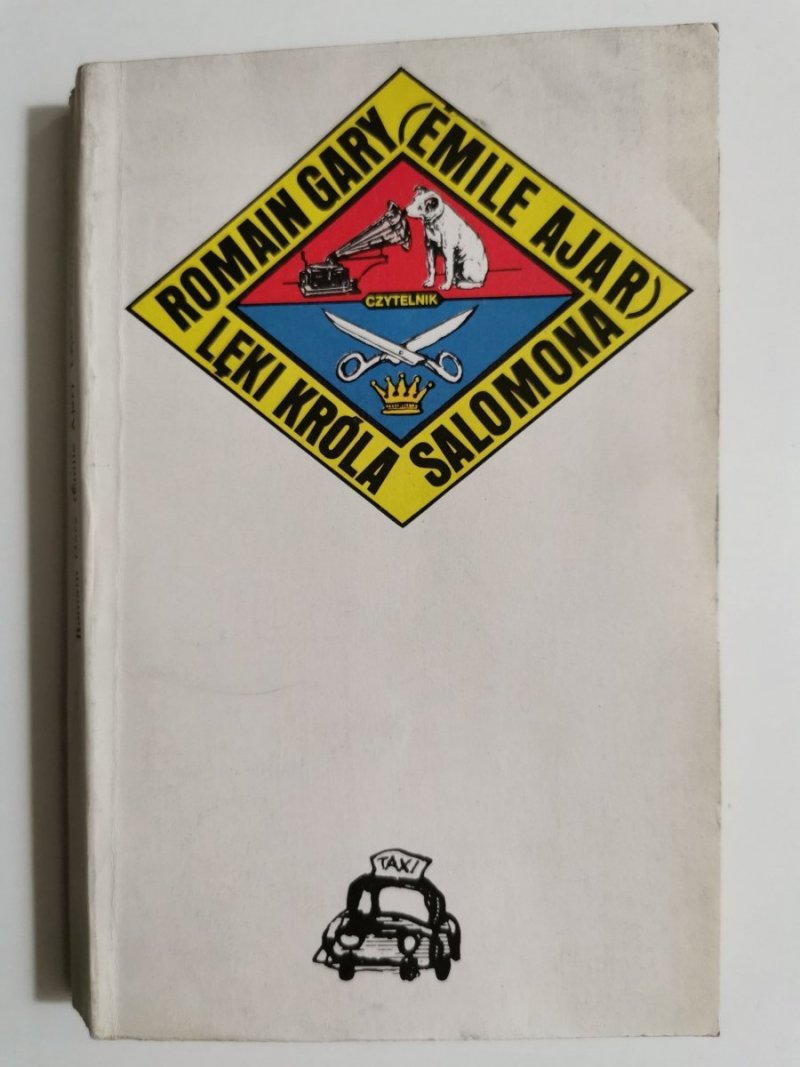 ROMAIN GARY (ÉMILE AJAR)
CZYTELNIK
LĘKI KRÓLA SALOMONA
TAXI